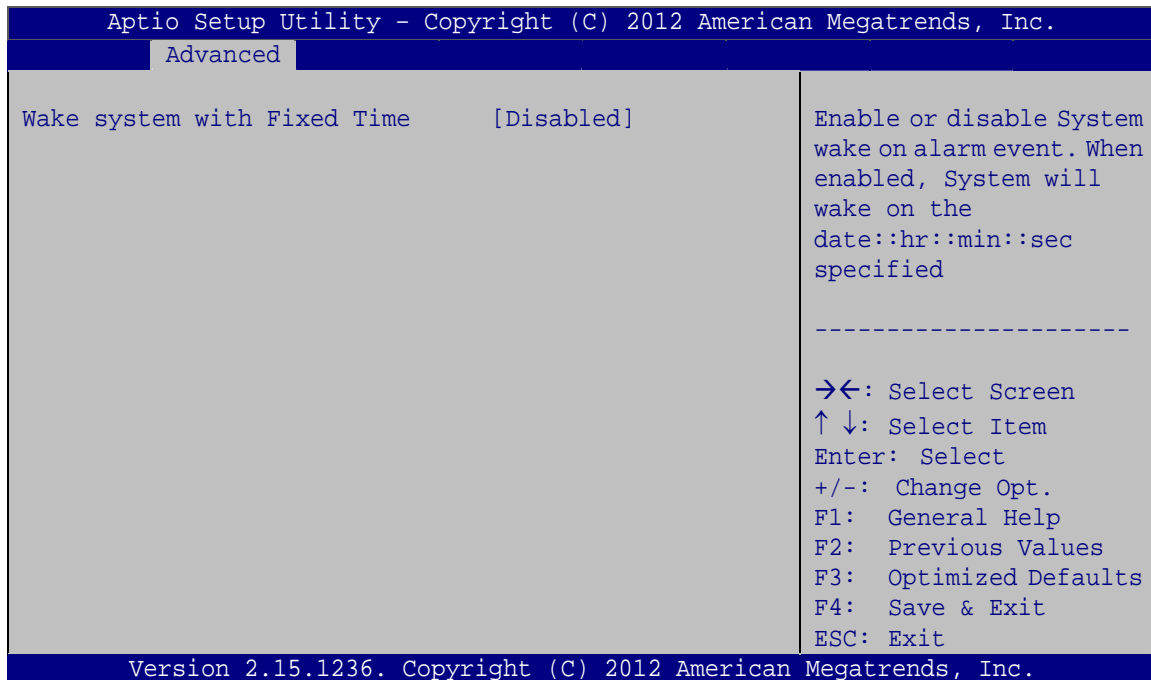 Aptio Setup Utility – Copyright (C) 2012 American Megatrends, Inc.
Advanced
Wake system with Fixed Time [Disabled]
Enable or disable System
wake on alarm event. When
enabled, System will
wake on the
date::hr::min::sec
specified
----------------------
→←: Select Screen
↑ ↓: Select Item
Enter: Select
+/-: Change Opt.
F1: General Help
F2: Previous Values
F3: Optimized Defaults
F4: Save & Exit
ESC: Exit
Version 2.15.1236. Copyright (C) 2012 American Megatrends, Inc.